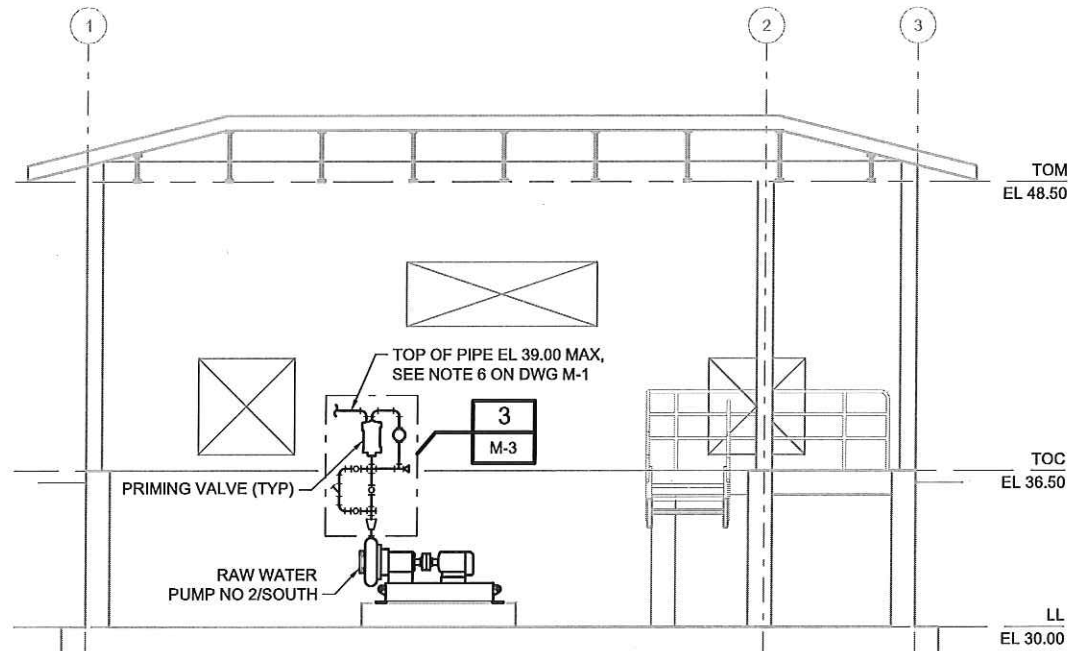 1
2
3
TOM
EL 48.50
TOP OF PIPE EL 39.00 MAX,
SEE NOTE 6 ON DWG M-1
3
M-3
PRIMING VALVE (TYP)
TOC
EL 36.50
RAW WATER
PUMP NO 2/SOUTH
LL
EL 30.00